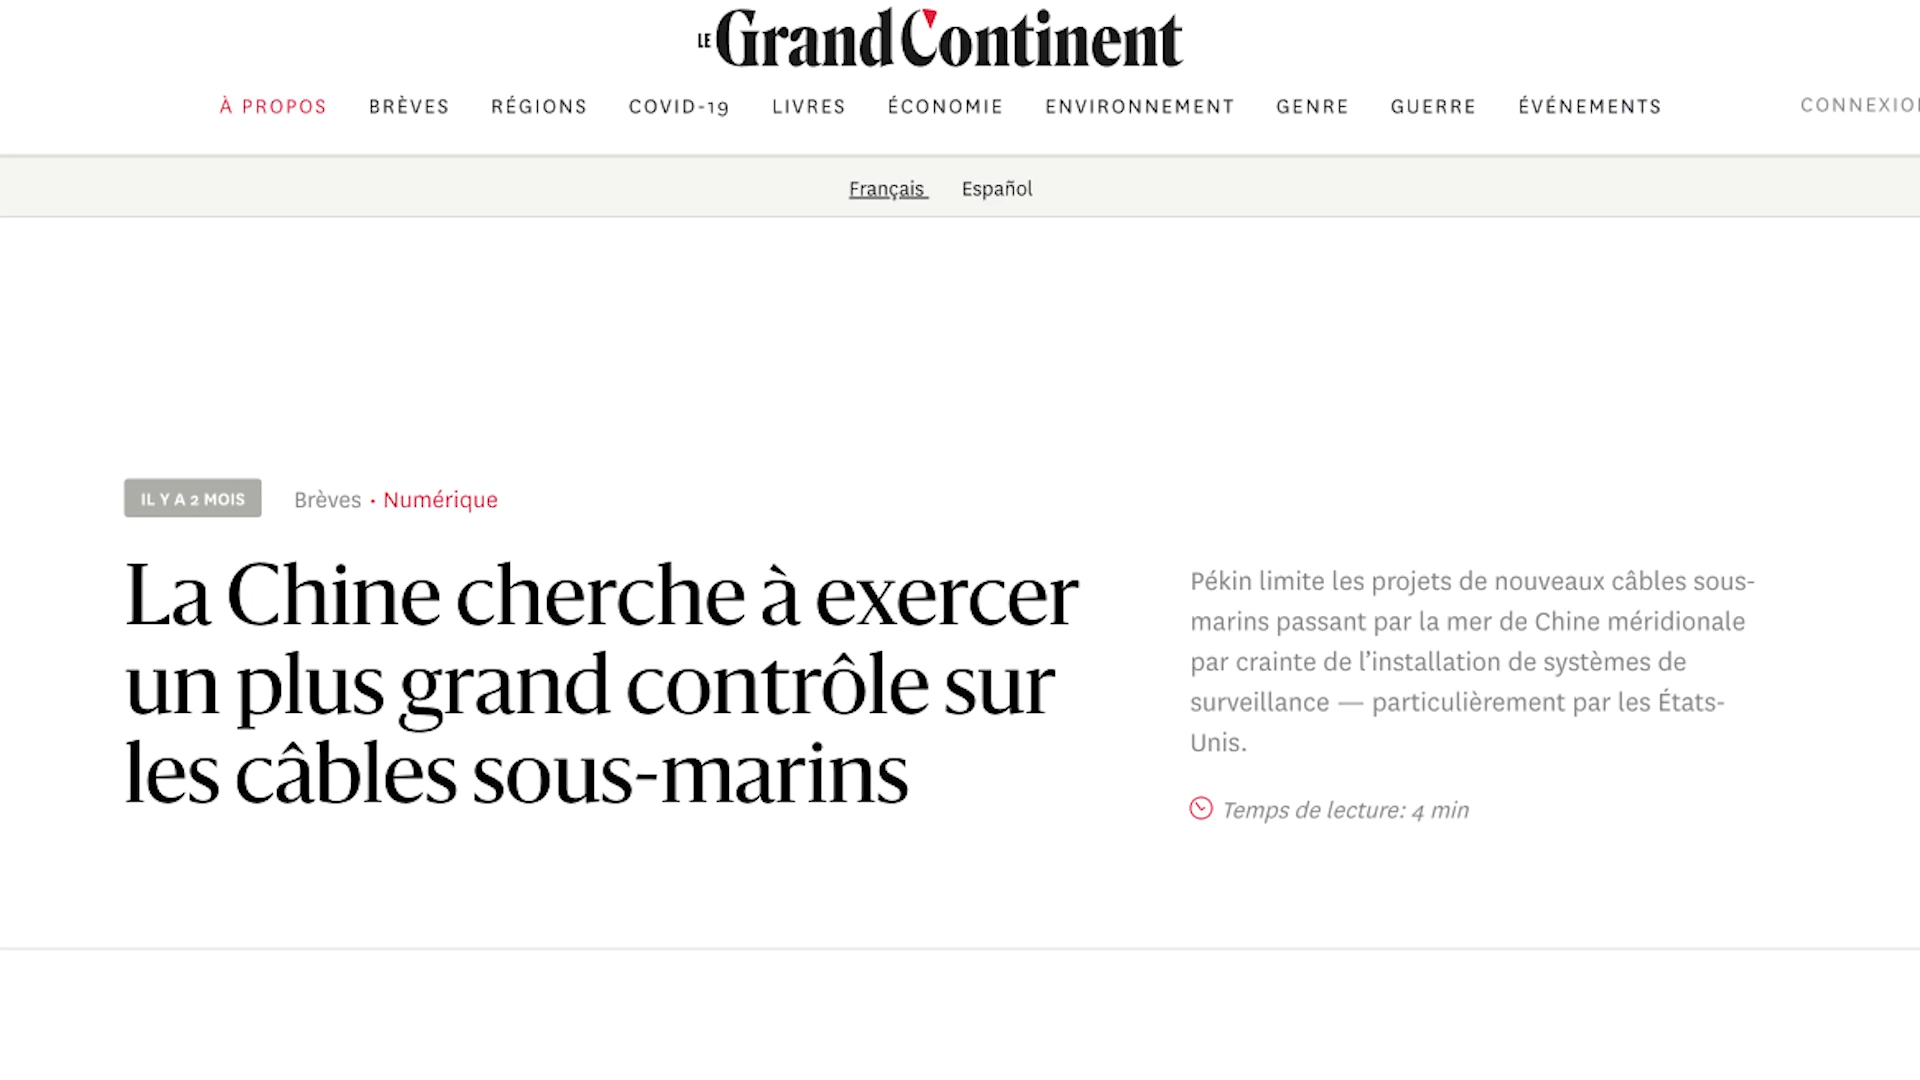 LE Grand Continent
À PROPOS BRÈVES RÉGIONS COVID-19 LIVRES ÉCONOMIE ENVIRONNEMENT GENRE GUERRE ÉVÉNEMENTS CONNEXIO
Français Español
IL Y A 2 MOIS Brèves • Numérique
La Chine cherche à exercer
un plus grand contrôle sur
les câbles sous-marins
Pékin limite les projets de nouveaux câbles sous-
marins passant par la mer de Chine méridionale
par crainte de l’installation de systèmes de
surveillance — particulièrement par les États-
Unis.
Temps de lecture: 4 min